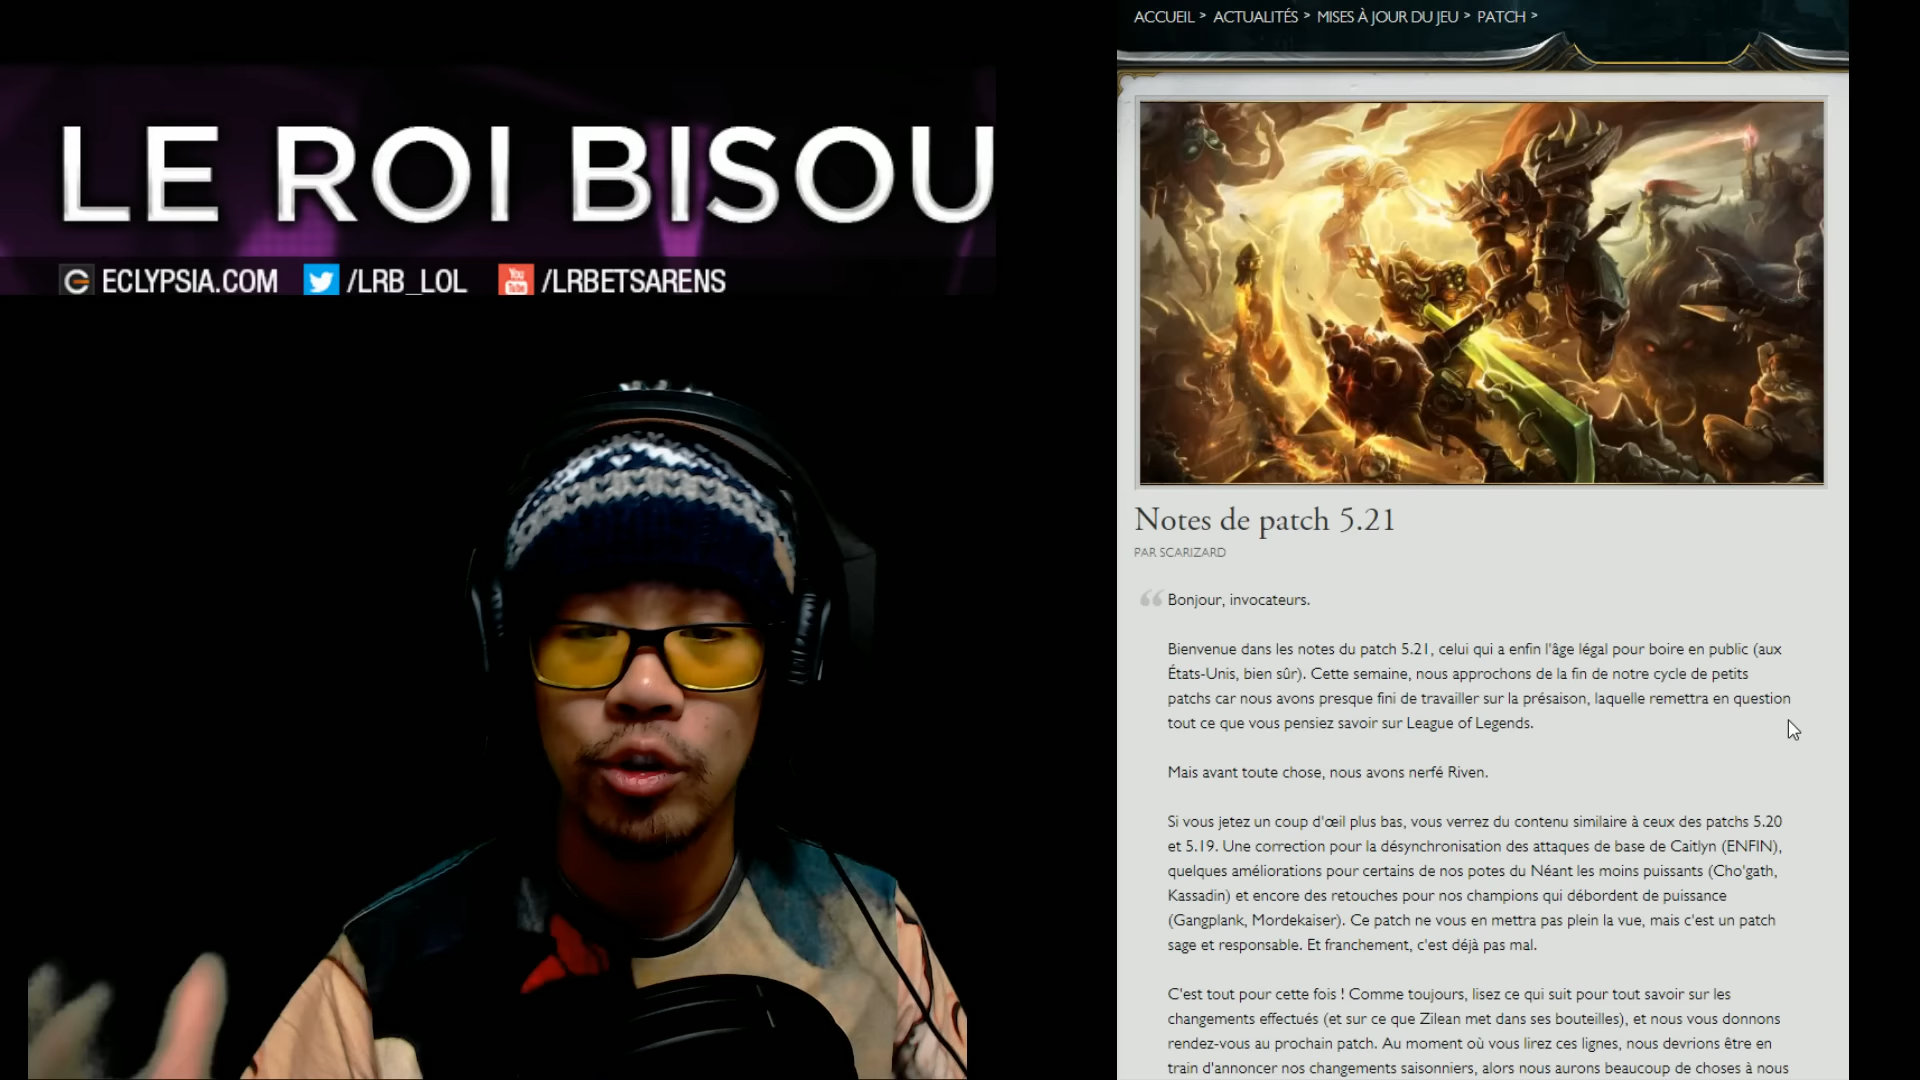 LE ROI BISOU
ECLYPSIA.COM /LRB_LOL You Tube /LRBETSARENS
ACCUEIL > ACTUALITÉS > MISES À JOUR DU JEU > PATCH >
Notes de patch 5.21
PAR SCARIZARD
Bonjour, invocateurs.
Bienvenue dans les notes du patch 5.21, celui qui a enfin l'âge légal pour boire en public (aux
États-Unis, bien sûr). Cette semaine, nous approchons de la fin de notre cycle de petits
patchs car nous avons presque fini de travailler sur la présaison, laquelle remettra en question
tout ce que vous pensiez savoir sur League of Legends.
Mais avant toute chose, nous avons nerfé Riven.
Si vous jetez un coup d'œil plus bas, vous verrez du contenu similaire à ceux des patchs 5.20
et 5.19. Une correction pour la désynchronisation des attaques de base de Caitlyn (ENFIN),
quelques améliorations pour certains de nos potes du Néant les moins puissants (Cho'gath,
Kassadin) et encore des retouches pour nos champions qui débordent de puissance
(Gangplank, Mordekaiser). Ce patch ne vous en mettra pas plein la vue, mais c'est un patch
sage et responsable. Et franchement, c'est déjà pas mal.
C'est tout pour cette fois ! Comme toujours, lisez ce qui suit pour tout savoir sur les
changements effectués (et sur ce que Zilean met dans ses bouteilles), et nous vous donnons
rendez-vous au prochain patch. Au moment où vous lirez ces lignes, nous devrions être en
train d'annoncer nos changements saisonniers, alors nous aurons beaucoup de choses à nous